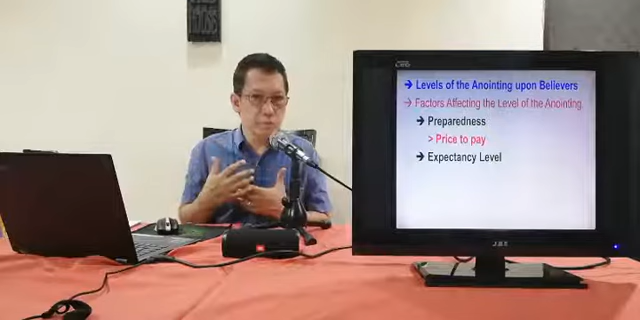 ➔ Levels of the Anointing upon Believers
➔ Factors Affecting the Level of the Anointing
➔ Preparedness
> Price to pay
➔ Expectancy Level
JBL